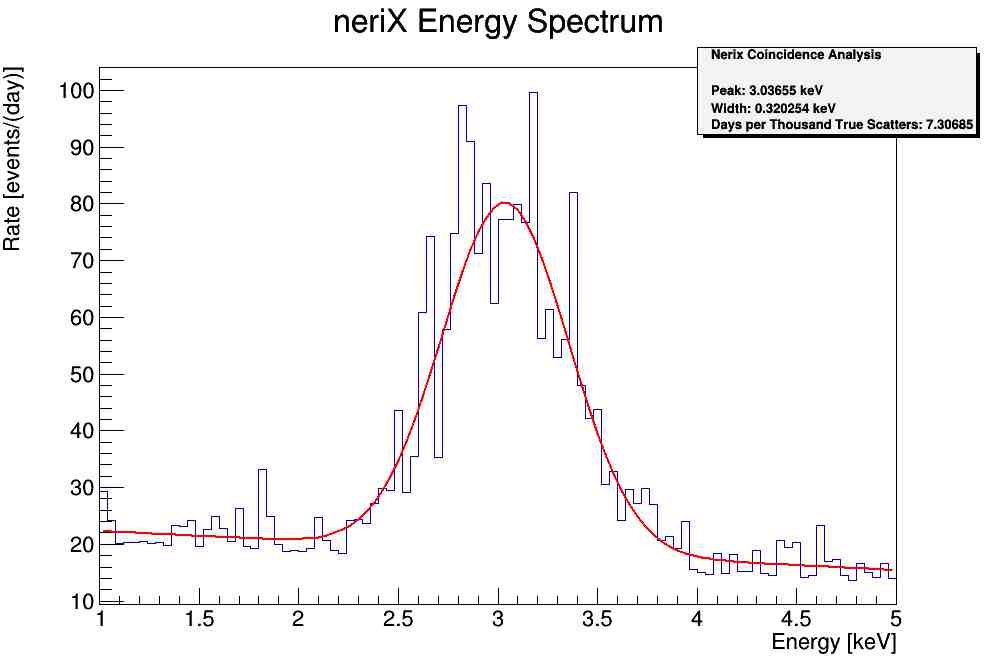 neriX Energy Spectrum
Nerix Coincidence Analysis
Peak: 3.03655 keV
Width: 0.320254 keV
Days per Thousand True Scatters: 7.30685
Rate [events/(day)]
100
90
80
70
60
50
40
30
20
10
1 1.5 2 2.5 3 3.5 4 4.5 5
Energy [keV]